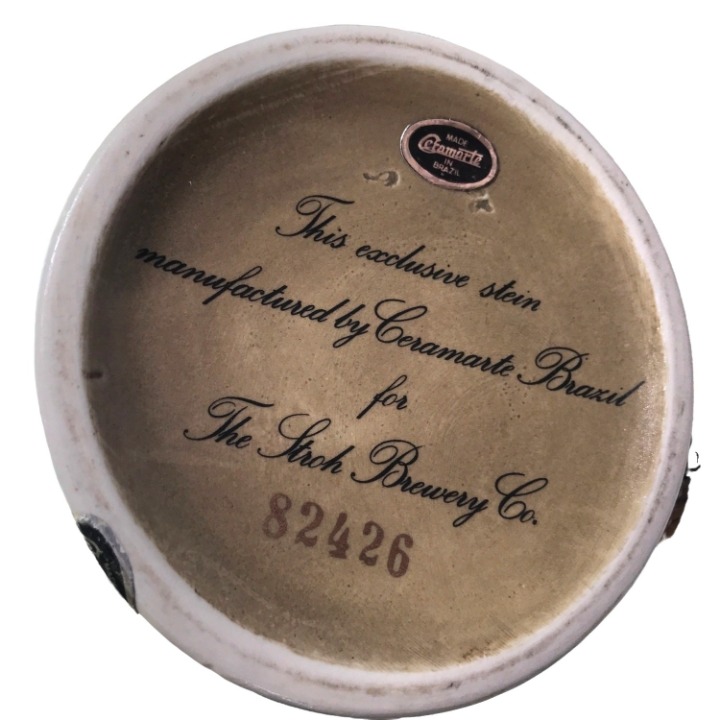 MADE
Ceramarte
IN
BRAZIL
This exclusive stein
manufactured by Ceramarte Brazil
for
The Stroh Brewery Co.
82426